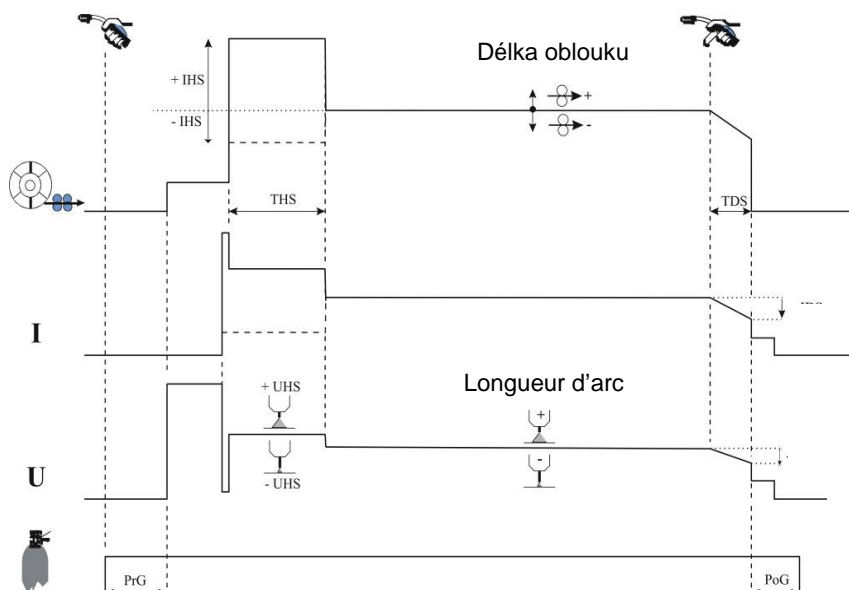 Délka oblouku
+ IHS
+
- IHS
-
THS
TDS
I
+ UHS
Longueur d’arc
+
-
- UHS
U
PrG
PoG